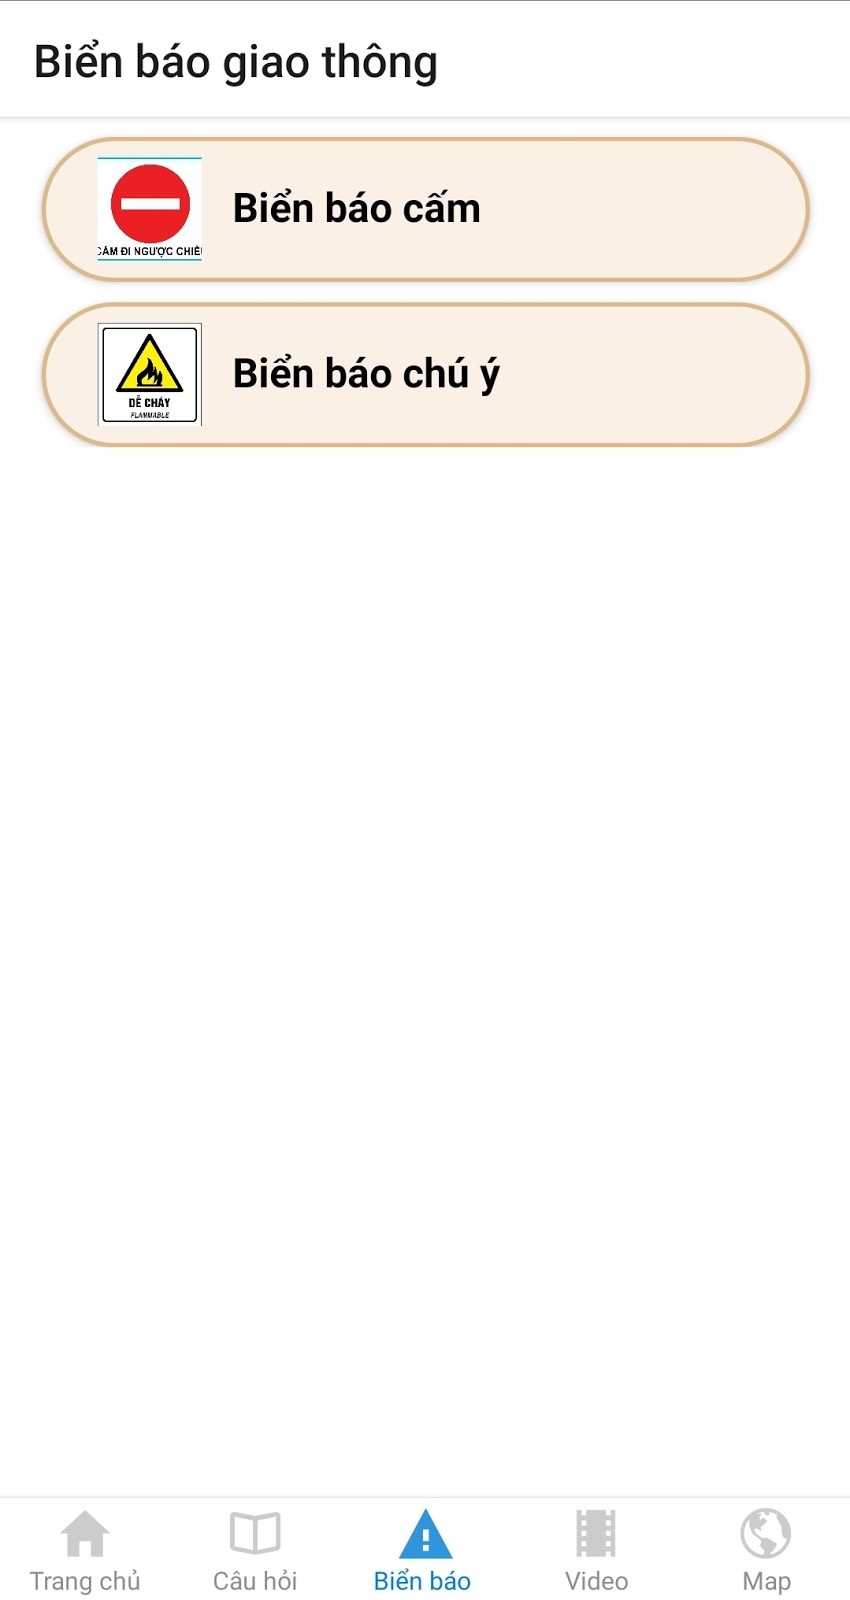 Biển báo giao thông
CẤM ĐI NGƯỢC CHIỀU
Biển báo cấm
DỄ CHÁY
FLAMMABLE
Biển báo chú ý
Trang chủ
Câu hỏi
Biển báo
Video
Map